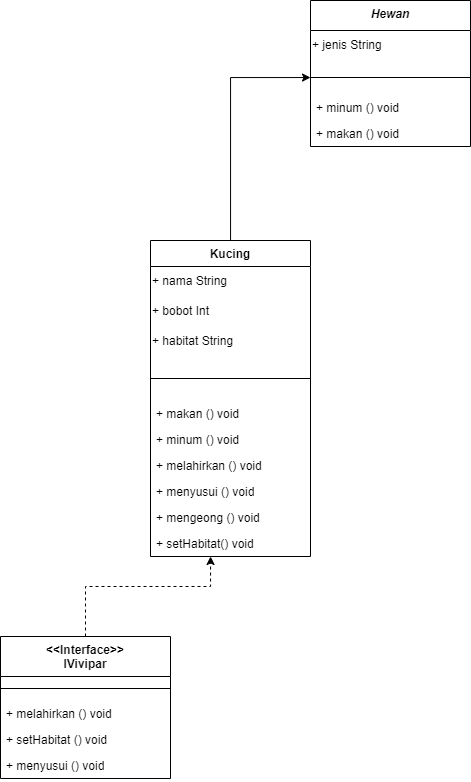 Hewan
+ jenis String
+ minum () void
+ makan () void
Kucing
+ nama String
+ bobot Int
+ habitat String
+ makan () void
+ minum () void
+ melahirkan () void
+ menyusui () void
+ mengeong () void
+ setHabitat() void
<<Interface>>
IVivipar
+ melahirkan () void
+ setHabitat () void
+ menyusui () void